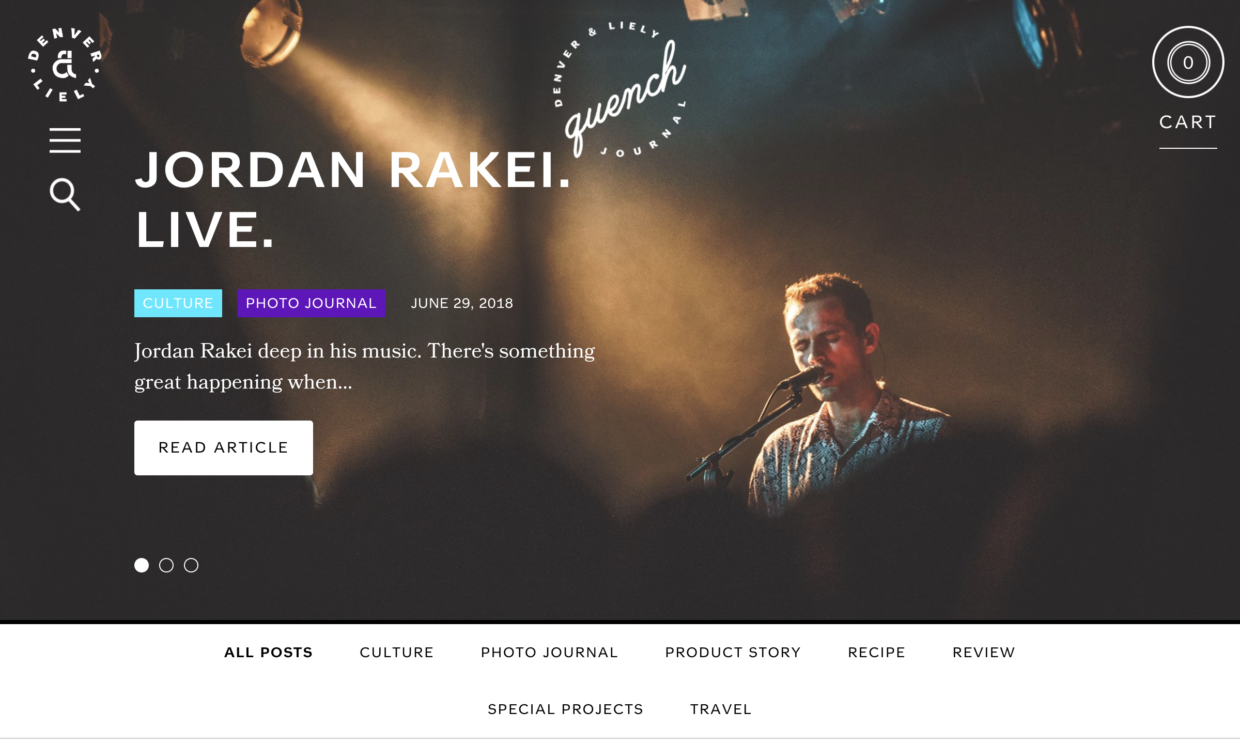 DENVER & LIELY
DENVER & LIELY
quench
JOURNAL
0
CART
JORDAN RAKEI.
LIVE.
CULTURE PHOTO JOURNAL JUNE 29, 2018
Jordan Rakei deep in his music. There's something
great happening when...
READ ARTICLE
ALL POSTS CULTURE PHOTO JOURNAL PRODUCT STORY RECIPE REVIEW
SPECIAL PROJECTS TRAVEL